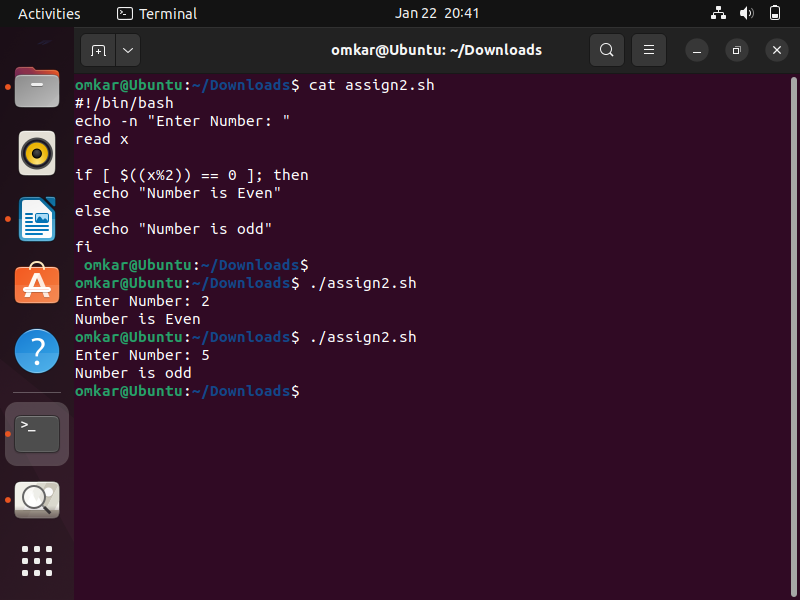 Activities Terminal Jan 22 20:41
omkar@Ubuntu: ~/Downloads
omkar@Ubuntu:~/Downloads$ cat assign2.sh
#!/bin/bash
echo -n "Enter Number: "
read x

if [ $((x%2)) == 0 ]; then
  echo "Number is Even"
else
  echo "Number is odd"
fi
 omkar@Ubuntu:~/Downloads$
omkar@Ubuntu:~/Downloads$ ./assign2.sh
Enter Number: 2
Number is Even
omkar@Ubuntu:~/Downloads$ ./assign2.sh
Enter Number: 5
Number is odd
omkar@Ubuntu:~/Downloads$